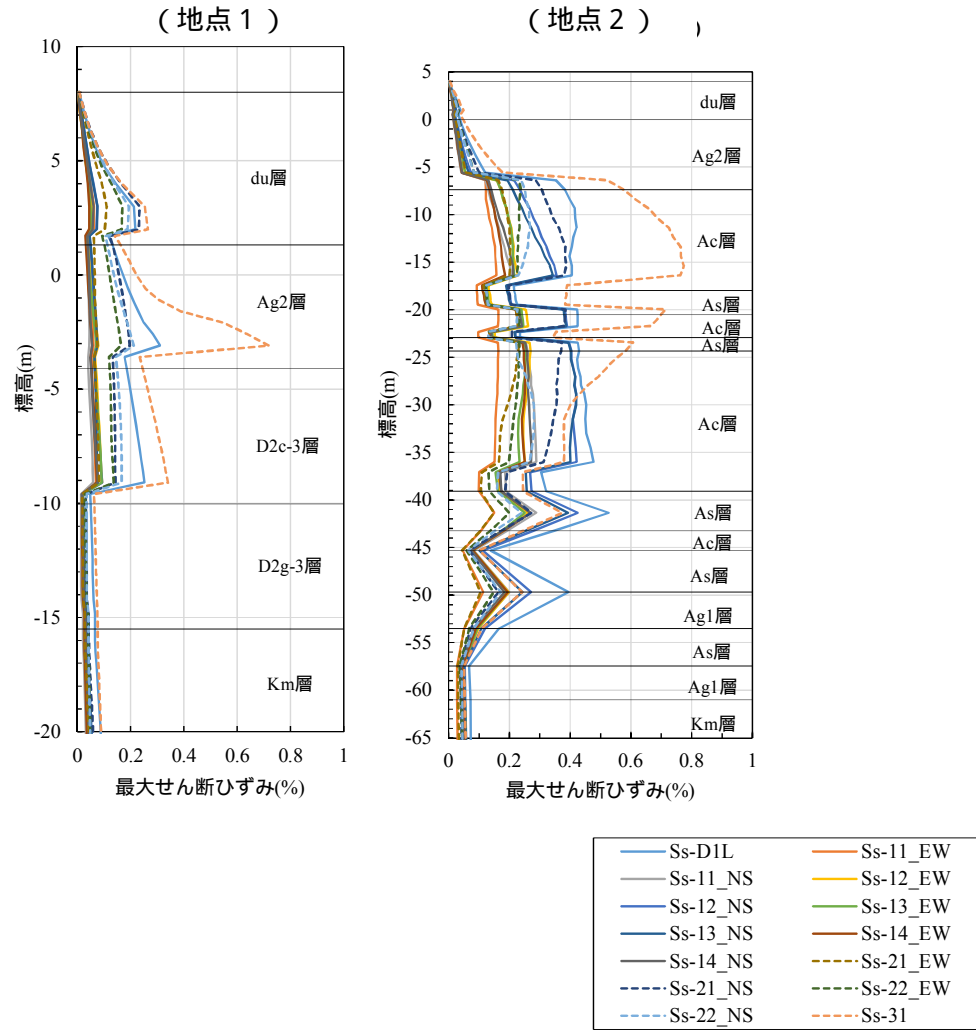 （地点１）
10
5
0
-5
-10
-15
-20
標高(m)
du層
Ag2層
D2c-3層
D2g-3層
Km層
0
0.2
0.4
0.6
0.8
1
最大せん断ひずみ(%)
（地点２）
)
5
0
-5
-10
-15
-20
-25
-30
-35
-40
-45
-50
-55
-60
-65
標高(m)
du層
Ag2層
Ac層
As層
Ac層
As層
Ac層
As層
Ac層
As層
Ag1層
As層
Ag1層
Km層
0
0.2
0.4
0.6
0.8
1
最大せん断ひずみ(%)
Ss-D1L
Ss-11_EW
Ss-11_NS
Ss-12_EW
Ss-12_NS
Ss-13_EW
Ss-13_NS
Ss-14_EW
Ss-14_NS
Ss-21_EW
Ss-21_NS
Ss-22_EW
Ss-22_NS
Ss-31